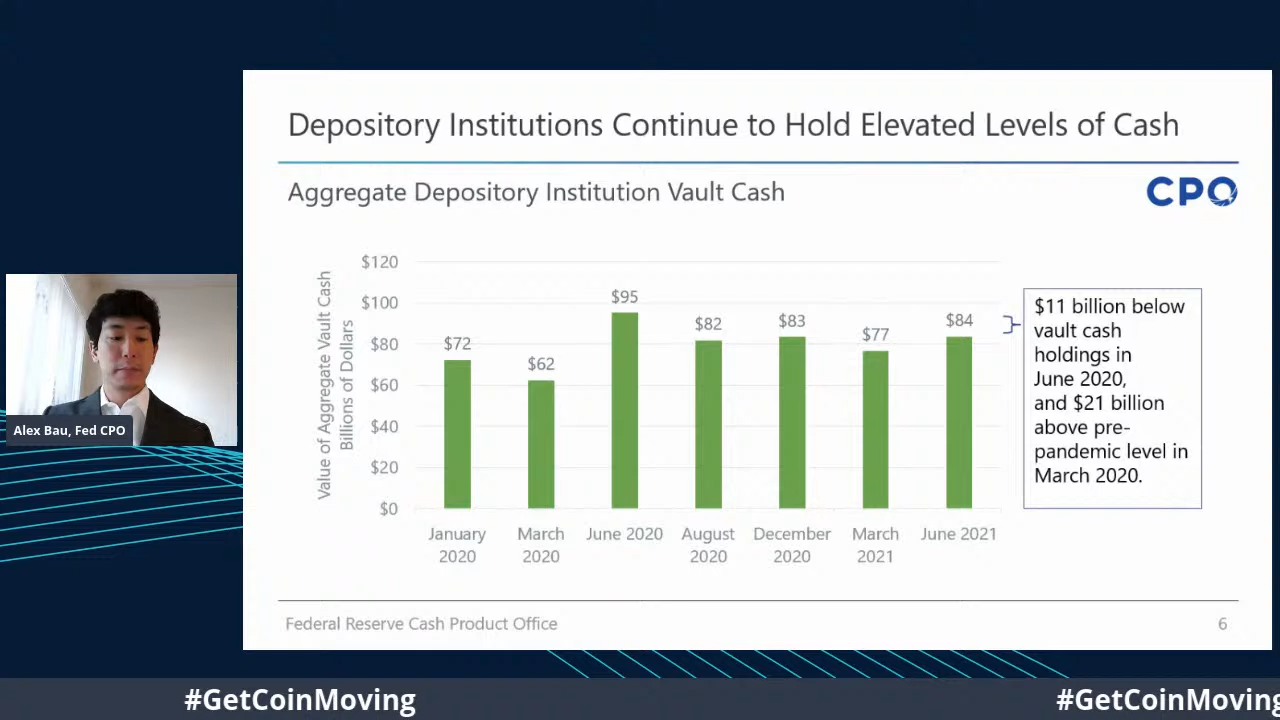 Depository Institutions Continue to Hold Elevated Levels of Cash
Aggregate Depository Institution Vault Cash
CPO
Value of Aggregate Vault Cash
Billions of Dollars
$120
$100
$80
$60
$40
$20
$0
$72
$62
$95
$82
$83
$77
$84
January
2020
March
2020
June 2020
August
2020
December
2020
March
2021
June 2021
$11 billion below
vault cash
holdings in
June 2020,
and $21 billion
above pre-
pandemic level in
March 2020.
Federal Reserve Cash Product Office
6
Alex Bau, Fed CPO
#GetCoinMoving
#GetCoinMoving